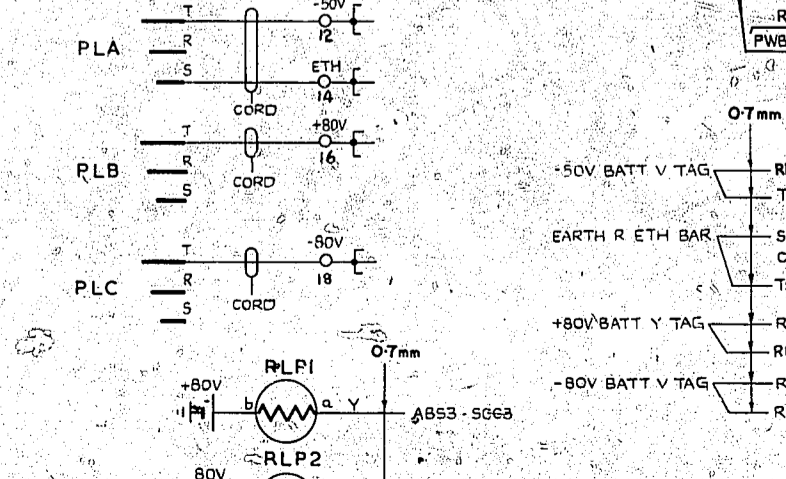 -50V
T
PLA
R
12
ETH
S
14
CORD
+80V
T
16
PLB
R
CORD
S
-80V
T
18
PLC
R
CORD
S
RLP1
+80V
b
a
Y
ABS3 - SCC3
0.7mm
RLP2
80V
R
PWB
0.7mm
-50V BATT V TAG
T
EARTH R ETH BAR
S
C
T
+80V BATT Y TAG
R
-80V BATT V TAG
R
R